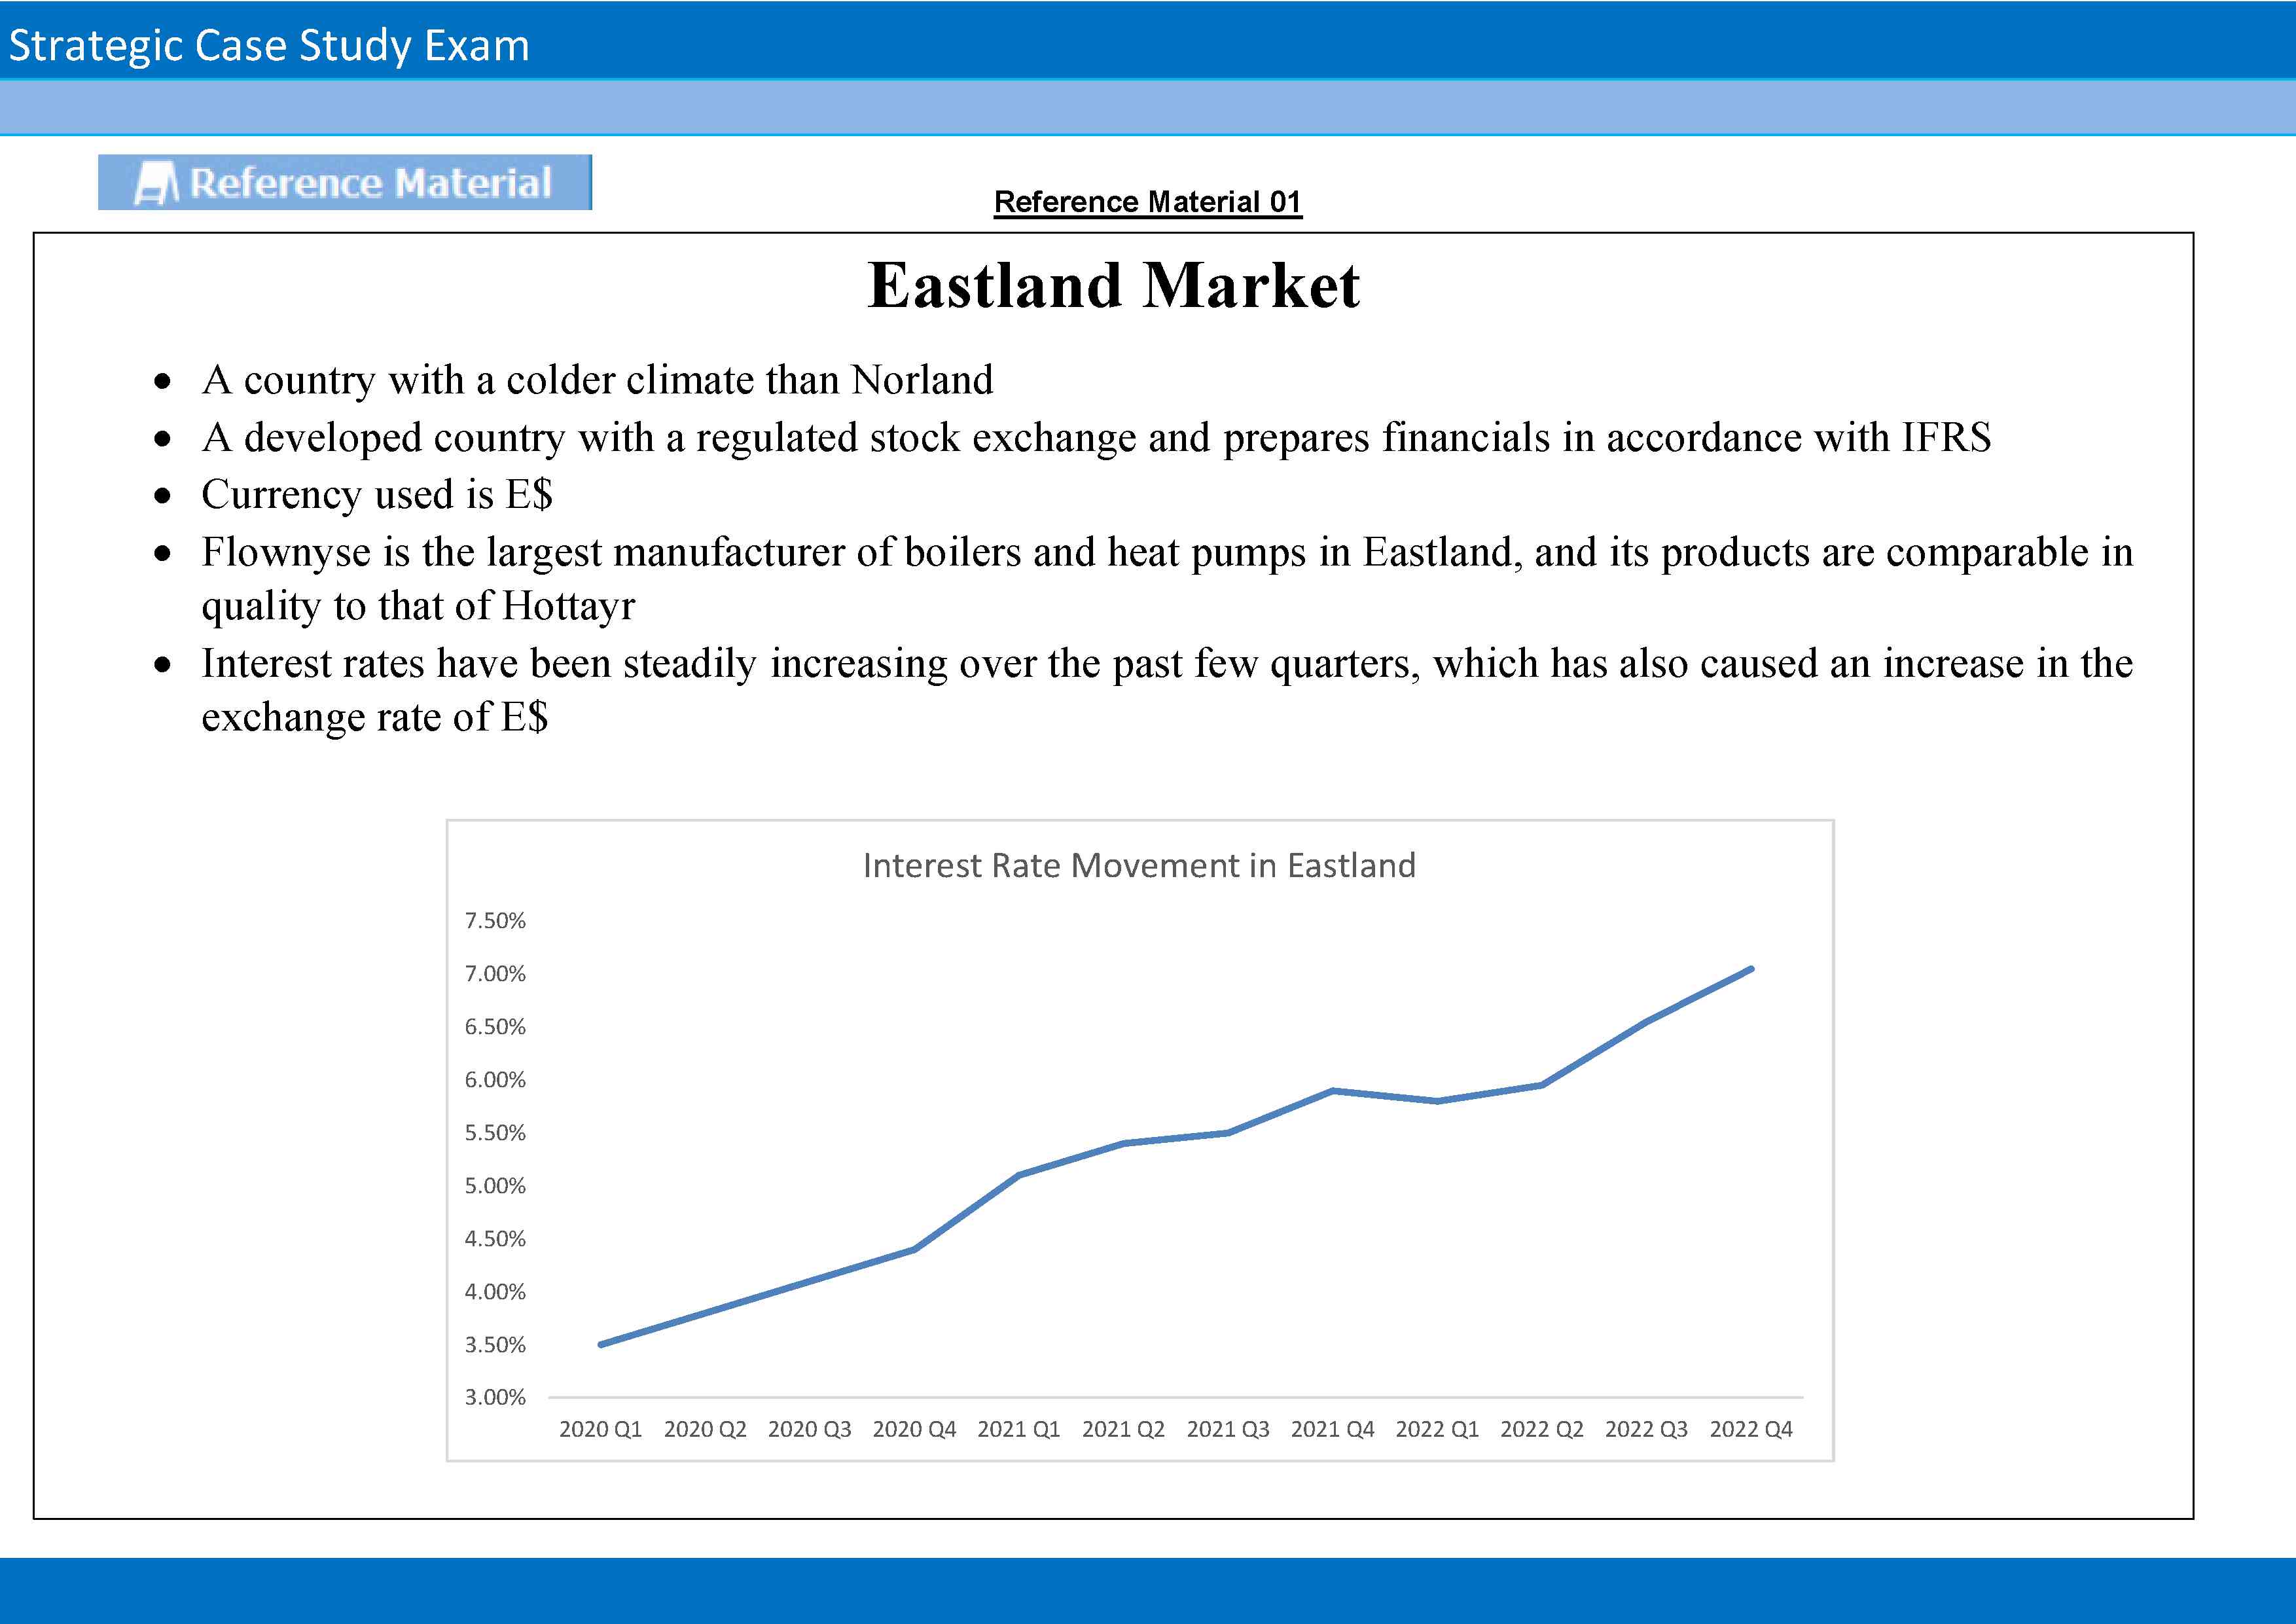 Strategic Case Study Exam
Reference Material
Reference Material 01
Eastland Market
• A country with a colder climate than Norland
• A developed country with a regulated stock exchange and prepares financials in accordance with IFRS
• Currency used is E$
• Flownyse is the largest manufacturer of boilers and heat pumps in Eastland, and its products are comparable in
quality to that of Hottayr
• Interest rates have been steadily increasing over the past few quarters, which has also caused an increase in the
exchange rate of E$
Interest Rate Movement in Eastland
7.50%
7.00%
6.50%
6.00%
5.50%
5.00%
4.50%
4.00%
3.50%
3.00%
2020 Q1 2020 Q2 2020 Q3 2020 Q4 2021 Q1 2021 Q2 2021 Q3 2021 Q4 2022 Q1 2022 Q2 2022 Q3 2022 Q4